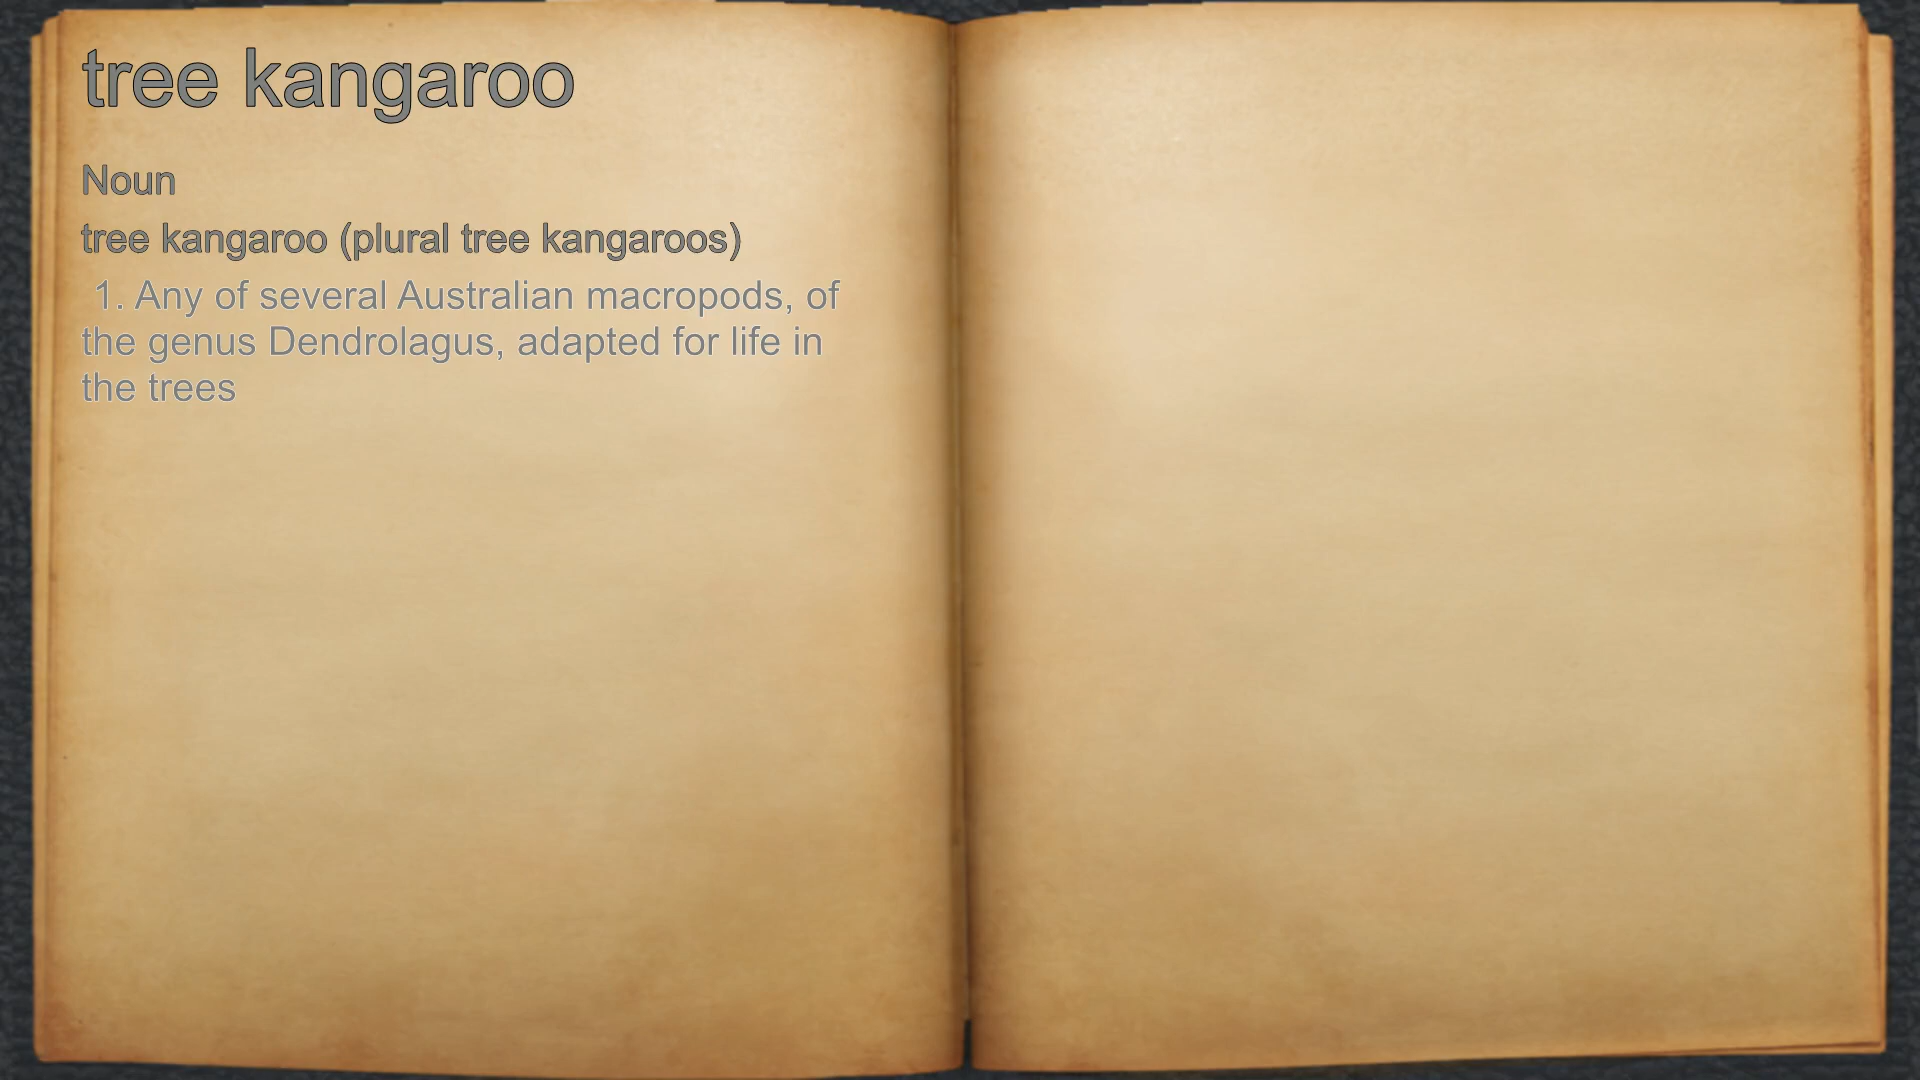 tree kangaroo
Noun
tree kangaroo (plural tree kangaroos)
1. Any of several Australian macropods, of
the genus Dendrolagus, adapted for life in
the trees